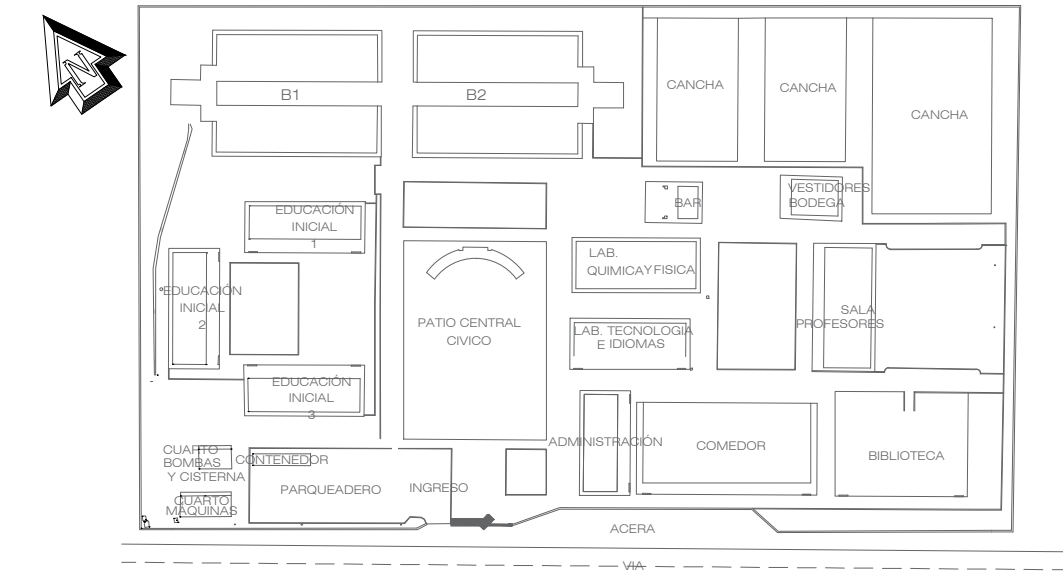 N
B1
B2
CANCHA
CANCHA
CANCHA
EDUCACIÓN
INICIAL
1
BAR
VESTIDORES
BODEGA
EDUCACIÓN
INICIAL
2
PATIO CENTRAL
CIVICO
LAB.
QUIMICA Y FISICA
LAB. TECNOLOGIA
E IDIOMAS
SALA
PROFESORES
EDUCACIÓN
INICIAL
3
ADMINISTRACIÓN
COMEDOR
BIBLIOTECA
CUARTO
BOMBAS
Y CISTERNA
CONTENEDOR
PARQUEADERO
INGRESO
CUARTO
MAQUINAS
ACERA
VIA